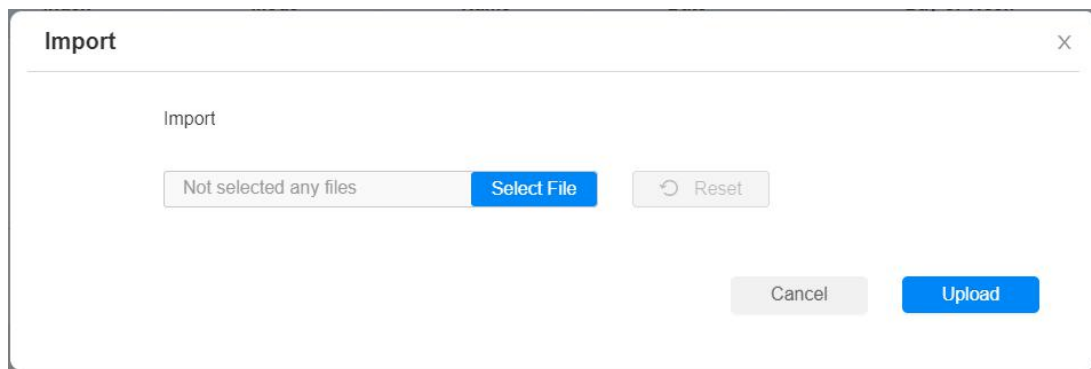 Import
X
Import
Not selected any files
Select File
Reset
Cancel
Upload